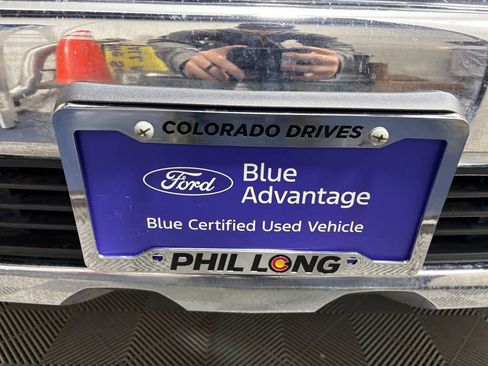 COLORADO DRIVES
Ford
Blue
Advantage
Blue Certified Used Vehicle
PHIL LONG